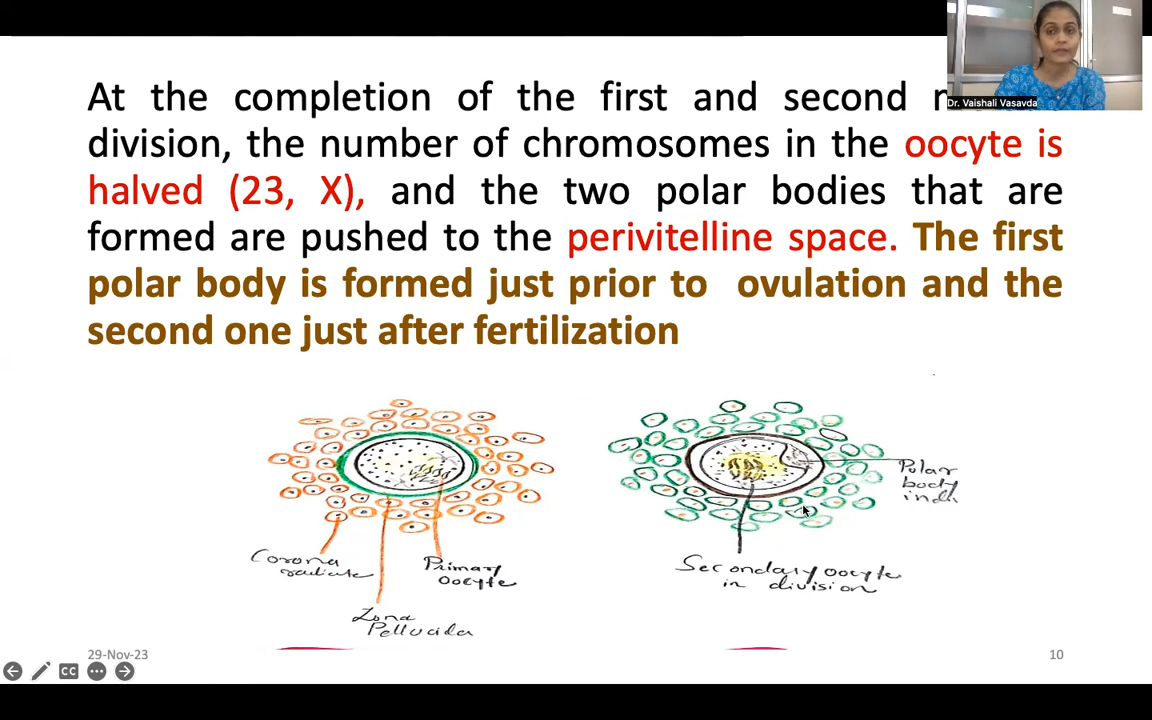 At the completion of the first and second
division, the number of chromosomes in the oocyte is
halved (23, X), and the two polar bodies that are
formed are pushed to the perivitelline space. The first
polar body is formed just prior to ovulation and the
second one just after fertilization
Dr. Vaishali Vasavda
Corona
radiate
Zona
Pellucida
Primary
oocyte
Secondary oocyte
in division
Polar
body
29-Nov-23
10
CC